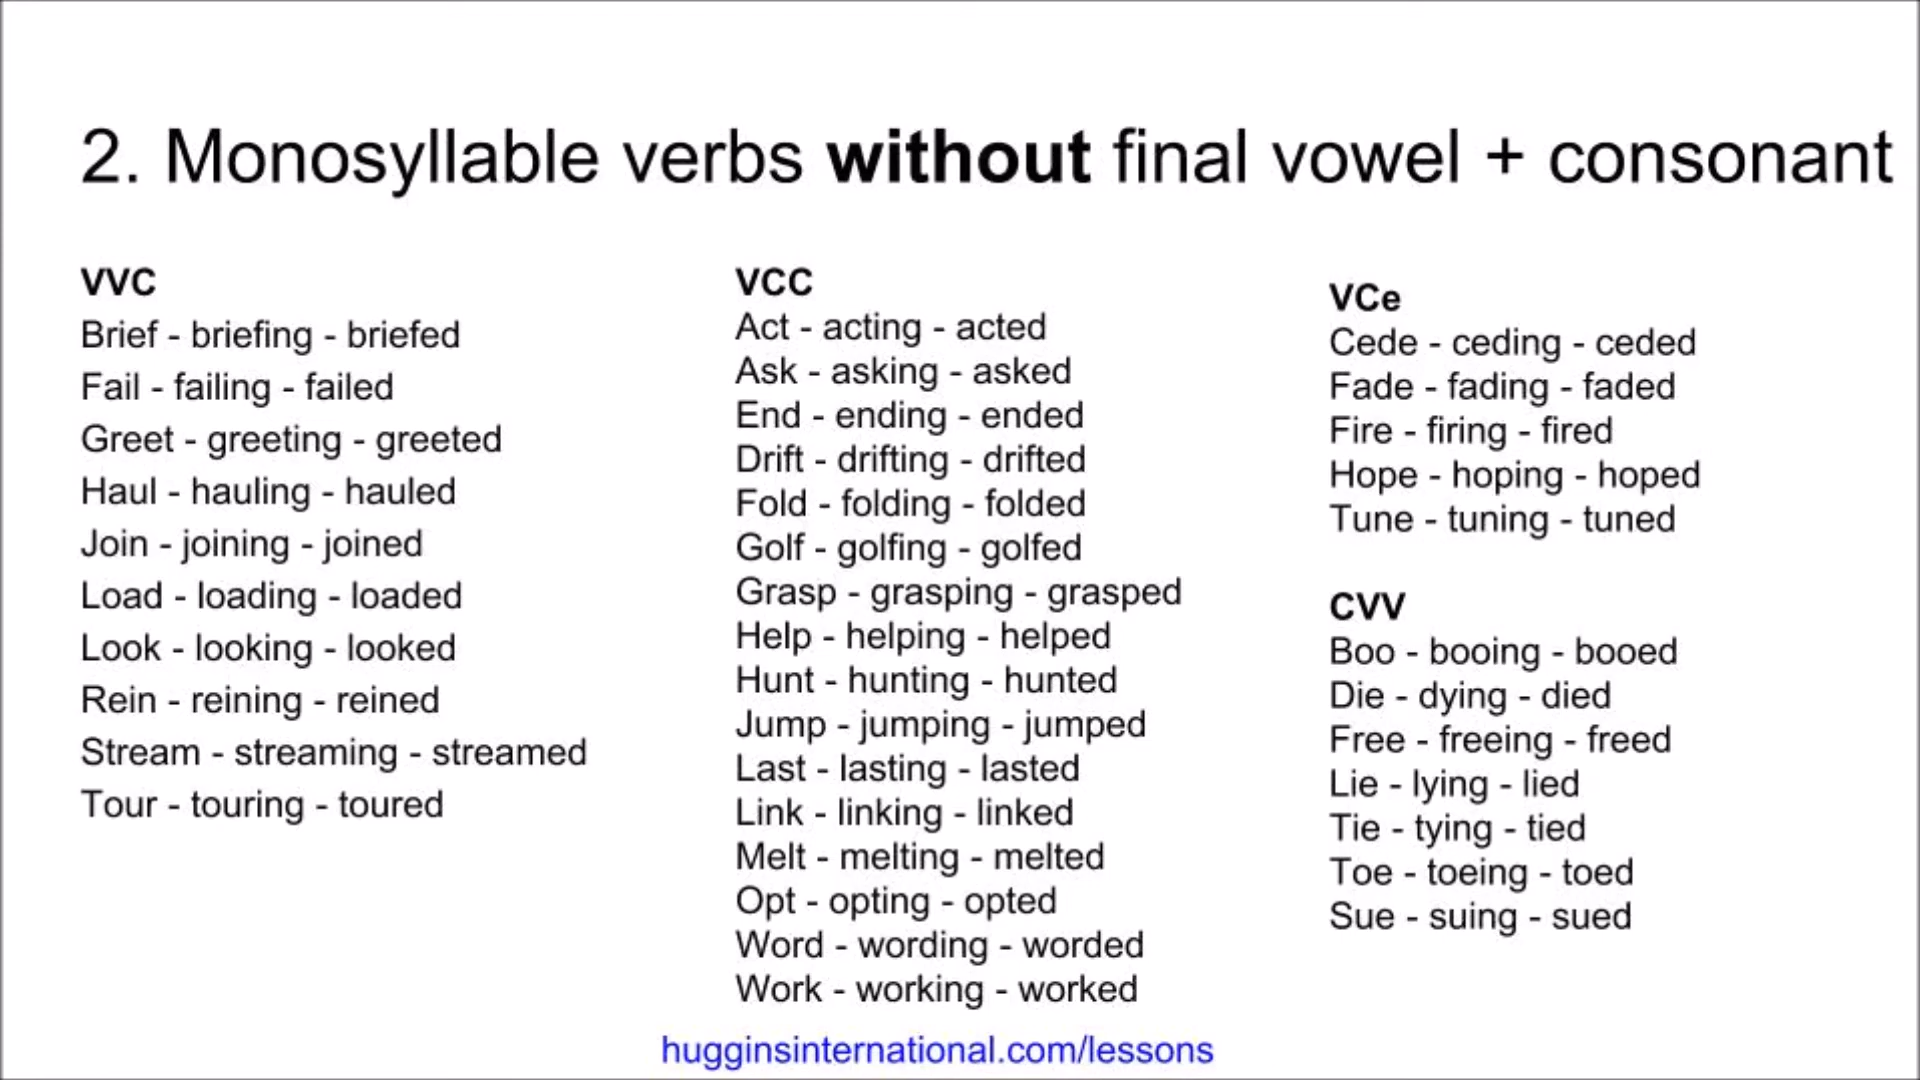 2. Monosyllable verbs without final vowel + consonant
VVC
Brief - briefing - briefed
Fail - failing - failed
Greet - greeting - greeted
Haul - hauling - hauled
Join - joining - joined
Load - loading - loaded
Look - looking - looked
Rein - reining - reined
Stream - streaming - streamed
Tour - touring - toured
VCC
Act - acting - acted
Ask - asking - asked
End - ending - ended
Drift - drifting - drifted
Fold - folding - folded
Golf - golfing - golfed
Grasp - grasping - grasped
Help - helping - helped
Hunt - hunting - hunted
Jump - jumping - jumped
Last - lasting - lasted
Link - linking - linked
Melt - melting - melted
Opt - opting - opted
Word - wording - worded
Work - working - worked
VCe
Cede - ceding - ceded
Fade - fading - faded
Fire - firing - fired
Hope - hoping - hoped
Tune - tuning - tuned
CVV
Boo - booing - booed
Die - dying - died
Free - freeing - freed
Lie - lying - lied
Tie - tying - tied
Toe - toeing - toed
Sue - suing - sued
hugginsinternational.com/lessons